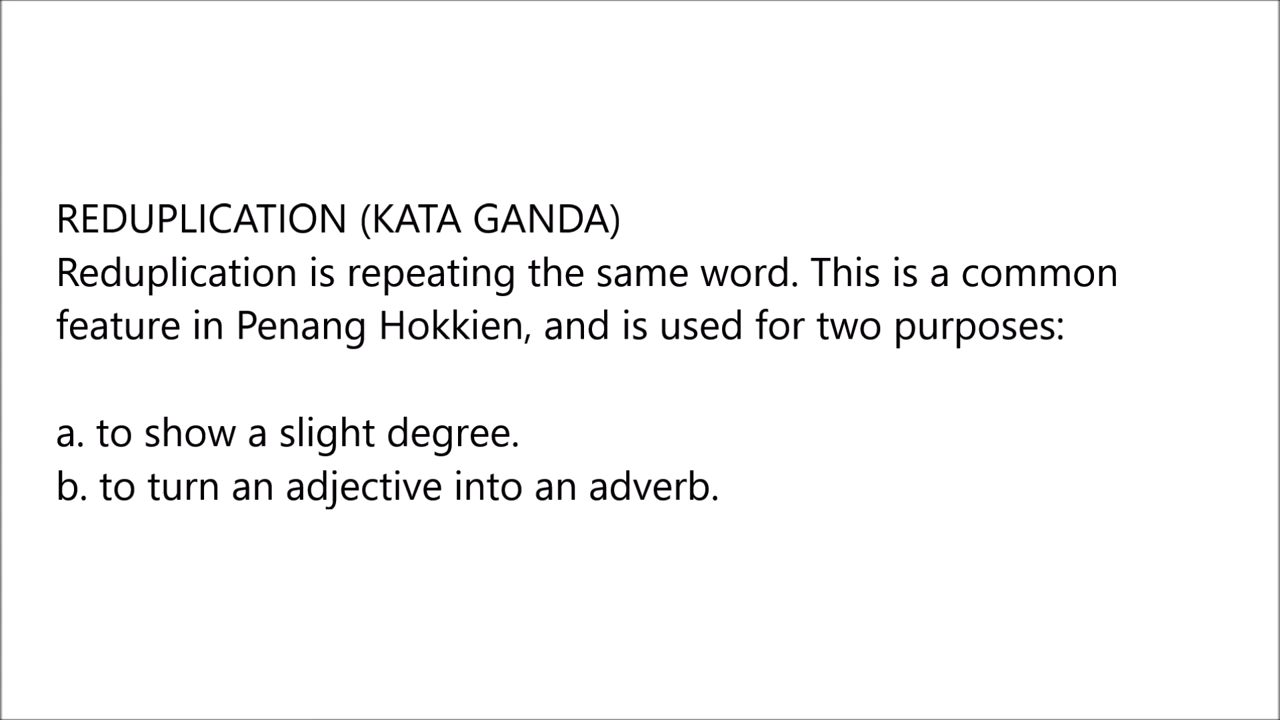 REDUPLICATION (KATA GANDA)
Reduplication is repeating the same word. This is a common
feature in Penang Hokkien, and is used for two purposes:
a. to show a slight degree.
b. to turn an adjective into an adverb.